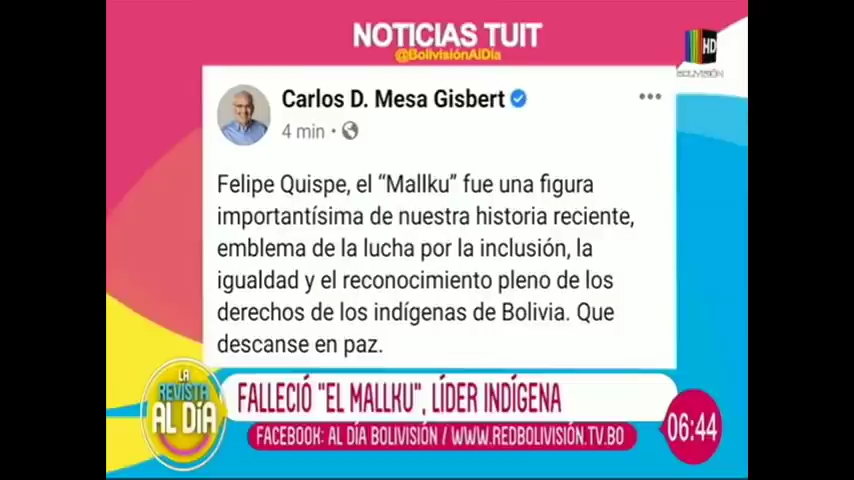 NOTICIAS TUIT
@BolivisiónAlDía
HD
BOLIVISIÓN
Carlos D. Mesa Gisbert
4 min
Felipe Quispe, el “Mallku” fue una figura
importantísima de nuestra historia reciente,
emblema de la lucha por la inclusión, la
igualdad y el reconocimiento pleno de los
derechos de los indígenas de Bolivia. Que
descanse en paz.
LA
REVISTA
AL DÍA
FALLECIÓ "EL MALLKU", LÍDER INDÍGENA
FACEBOOK: AL DÍA BOLIVISIÓN / WWW.REDBOLIVISIÓN.TV.BO
06:44